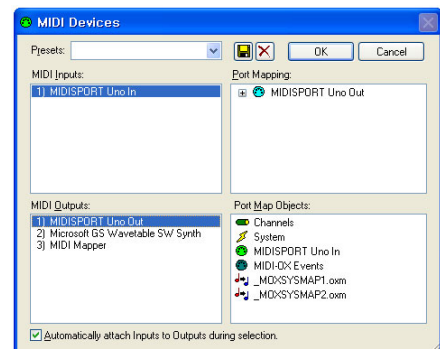 MIDI Devices
Presets:
OK
Cancel
MIDI Inputs:
1) MIDISPORT Uno In
Port Mapping:
MIDISPORT Uno Out
MIDI Outputs:
1) MIDISPORT Uno Out
2) Microsoft GS Wavetable SW Synth
3) MIDI Mapper
Port Map Objects:
Channels
System
MIDISPORT Uno In
MIDI-OX Events
_MOXSYSMAP1.oxm
_MOXSYSMAP2.oxm
Automatically attach Inputs to Outputs during selection.